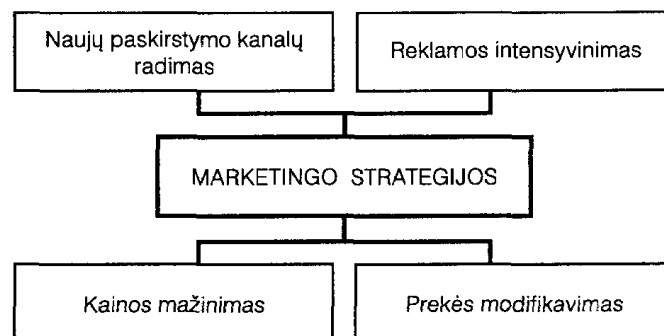 Naujų paskirstymo kanalų
radimas
Reklamos intensyvinimas
MARKETINGO STRATEGIJOS
Kainos mažinimas
Prekės modifikavimas